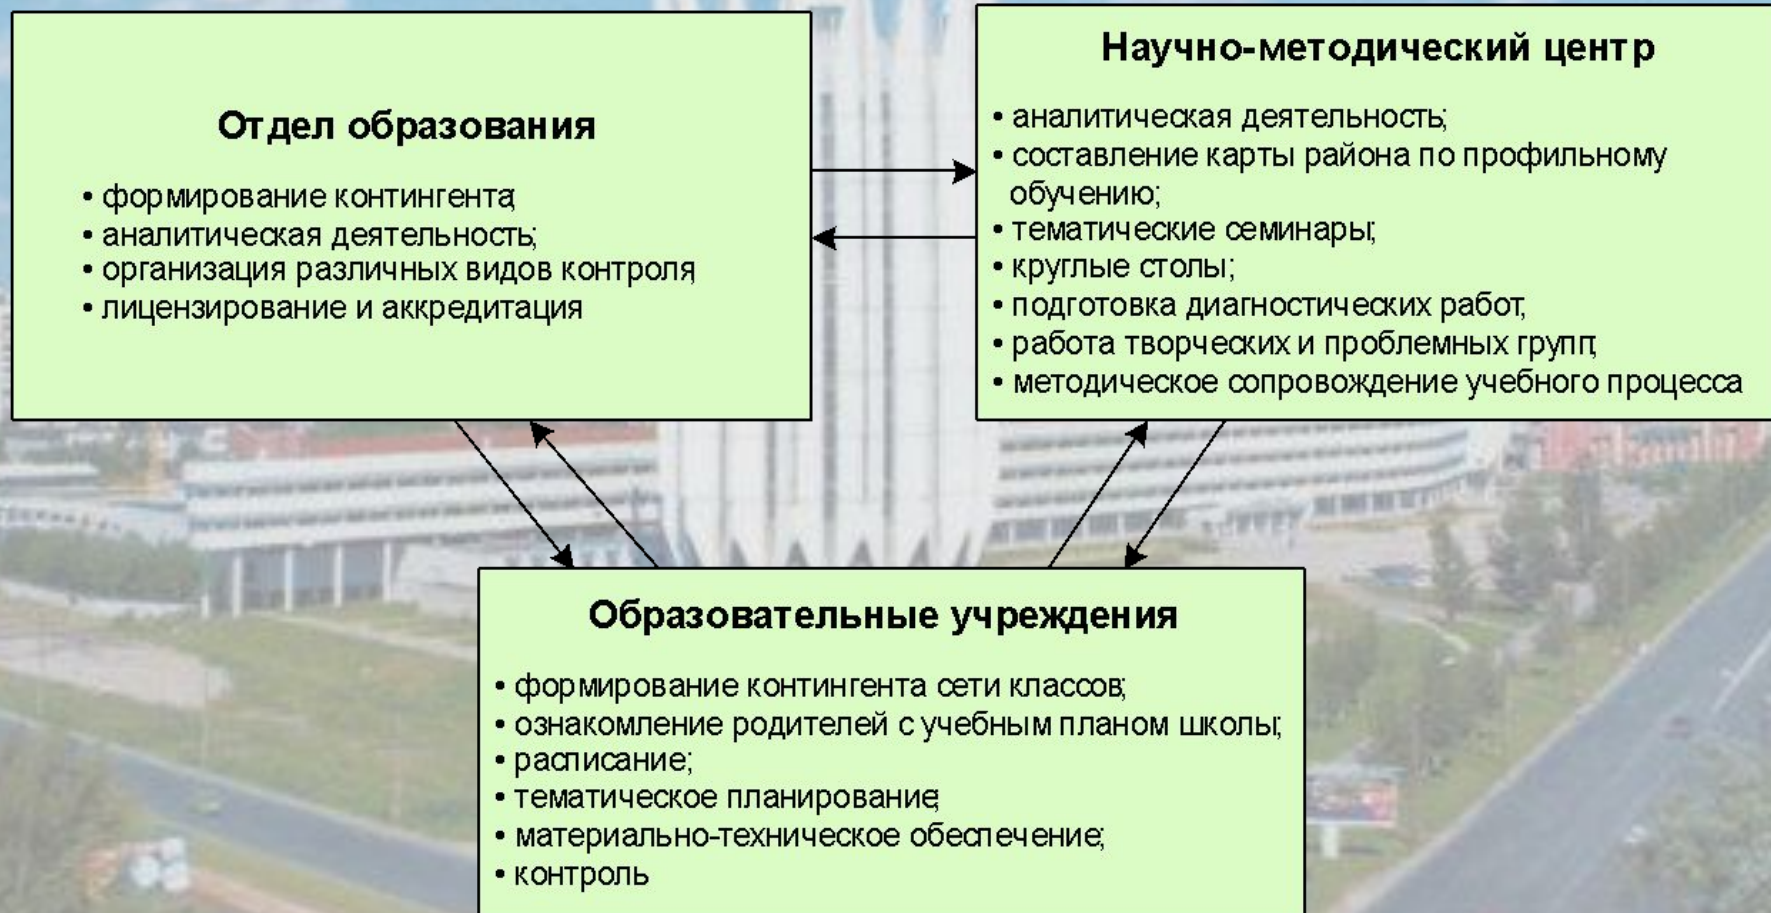 Отдел образования
• формирование контингента;
• аналитическая деятельность;
• организация различных видов контроля;
• лицензирование и аккредитация
Научно-методический центр
• аналитическая деятельность;
• составление карты района по профильному
обучению;
• тематические семинары;
• круглые столы;
• подготовка диагностических работ;
• работа творческих и проблемных групп;
• методическое сопровождение учебного процесса
Образовательные учреждения
• формирование контингента сети классов;
• ознакомление родителей с учебным планом школы;
• расписание;
• тематическое планирование;
• материально-техническое обеспечение;
• контроль